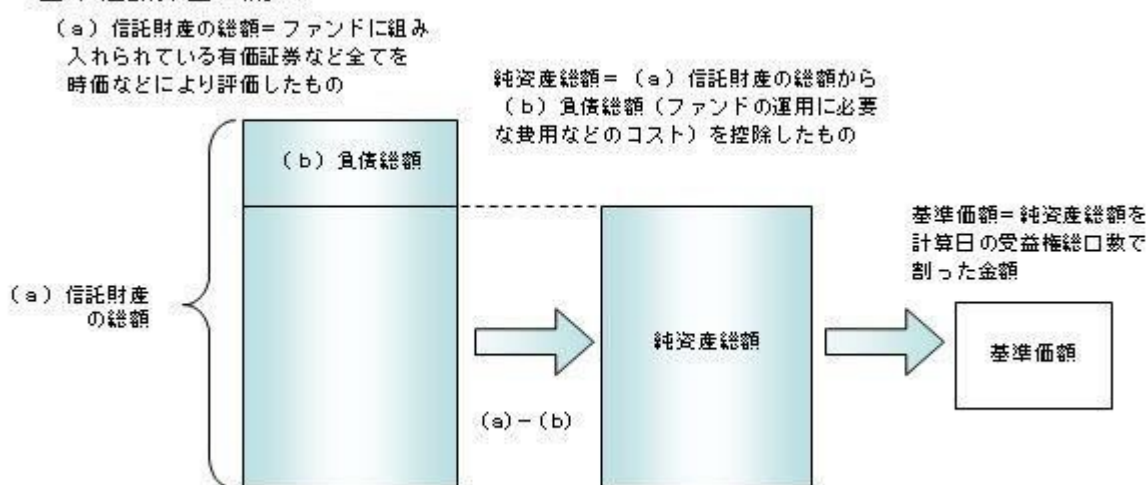 (a)信託財産の総額=ファンドに組み
入れられている有価証券など全てを
時価などにより評価したもの
純資産総額=(a)信託財産の総額から
(b)負債総額(ファンドの運用に必要
な費用などのコスト)を控除したもの
(b)負債総額
基準価額=純資産総額を
計算日の受益権総口数で
割った金額
(a)信託財産
の総額
純資産総額
基準価額
(a)-(b)